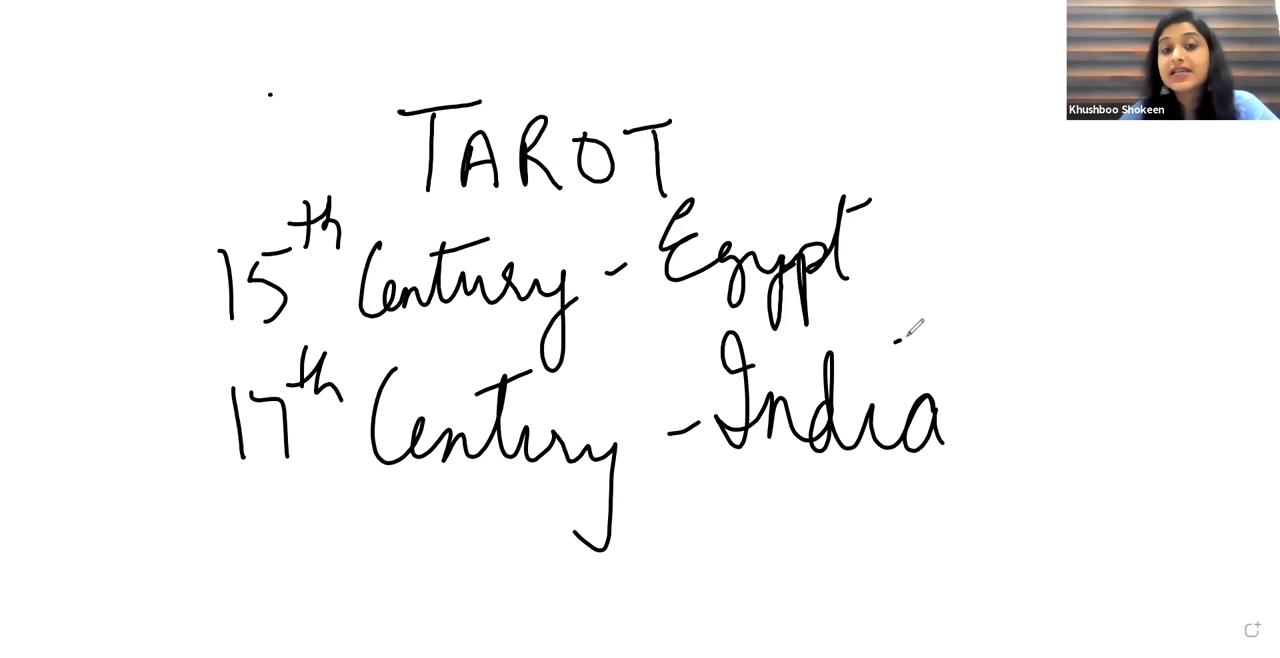 TAROT
15th Century - Egypt
17th Century - India
Khushboo Shokeen